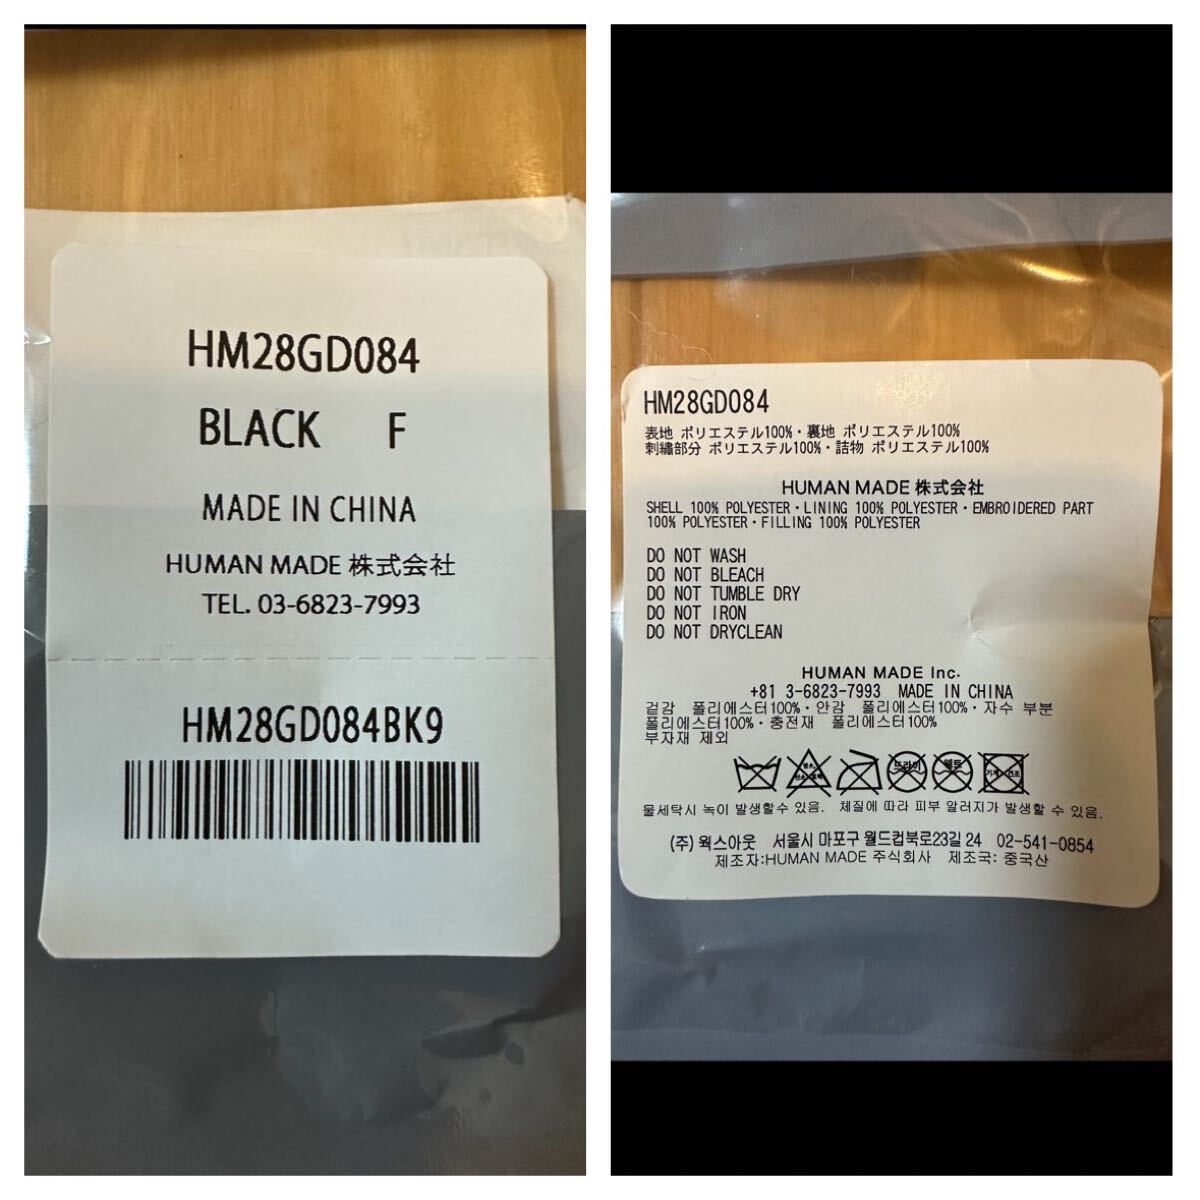 HM28GD084
BLACK F
MADE IN CHINA
HUMAN MADE 株式会社
TEL. 03-6823-7993
HM28GD084BK9
HM28GD084
表地 ポリエステル100%・裏地 ポリエステル100%
刺繍部分 ポリエステル100%・詰物 ポリエステル100%
HUMAN MADE 株式会社
SHELL 100% POLYESTER・LINING 100% POLYESTER・EMBROIDERED PART
100% POLYESTER・FILLING 100% POLYESTER
DO NOT WASH
DO NOT BLEACH
DO NOT TUMBLE DRY
DO NOT IRON
DO NOT DRYCLEAN
HUMAN MADE Inc.
+81 3-6823-7993 MADE IN CHINA
겉감 폴리에스터100%・안감 폴리에스터100%・자수 부분
폴리에스터100%・충전재 폴리에스터100%
부자재 제외
드라이 웰트
기계 건조
물세탁시 녹이 발생할수 있음. 체질에 따라 피부 알러지가 발생할 수 있음.
(주) 웍스아웃 서울시 마포구 월드컵북로23길 24 02-541-0854
제조자:HUMAN MADE 주식회사 제조국: 중국산